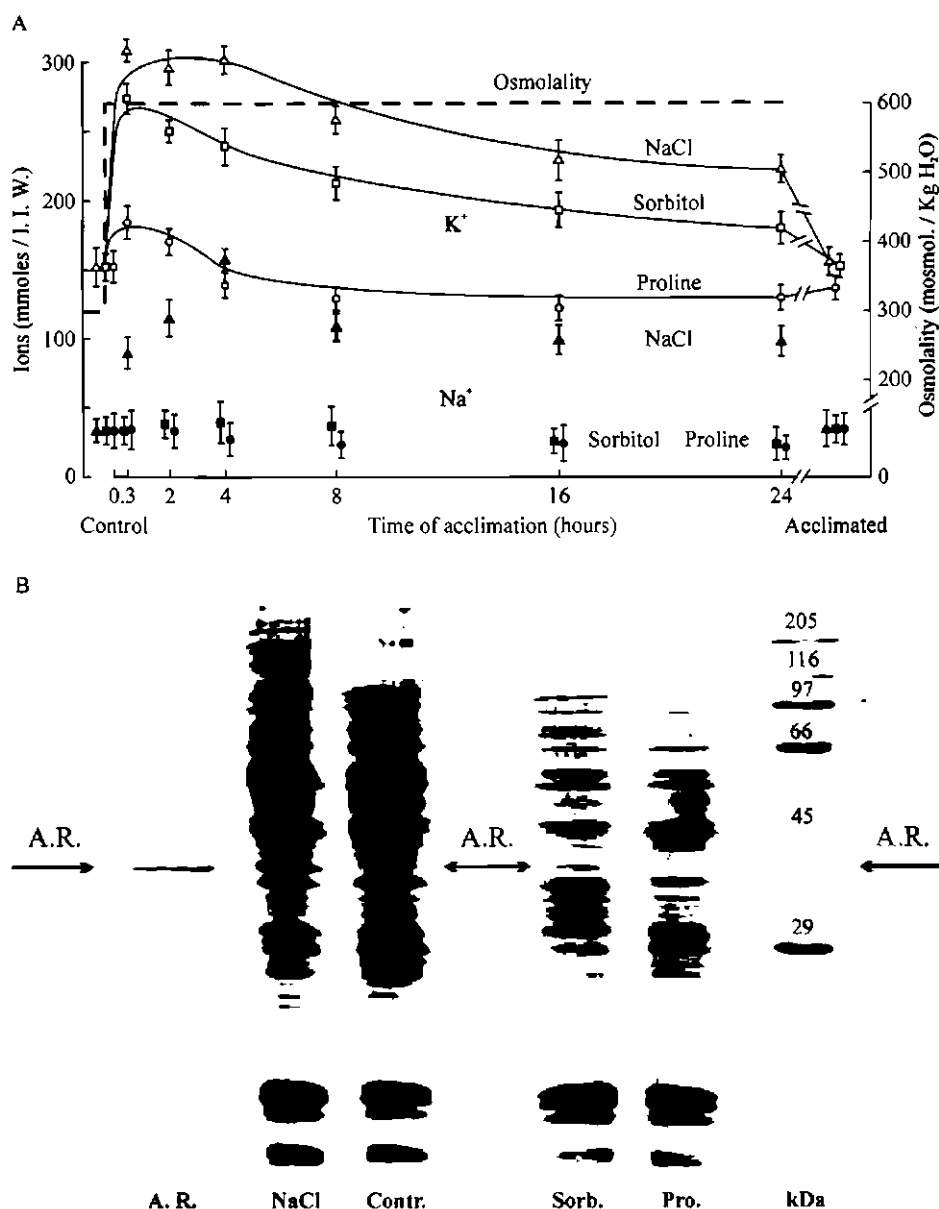 A
300
200
100
0
Ions (mmoles / l. I. W.)
Osmolality
NaCl
Sorbitol
K⁺
Proline
NaCl
Na⁺
Sorbitol Proline
600
500
400
300
200
0
Osmolality (mosmol. / Kg H₂O)
0.3 2 4 8 16 24
Control Time of acclimation (hours) Acclimated
B
205
116
97
66
45
29
A.R. A.R. A.R.
A. R. NaCl Contr. Sorb. Pro. kDa